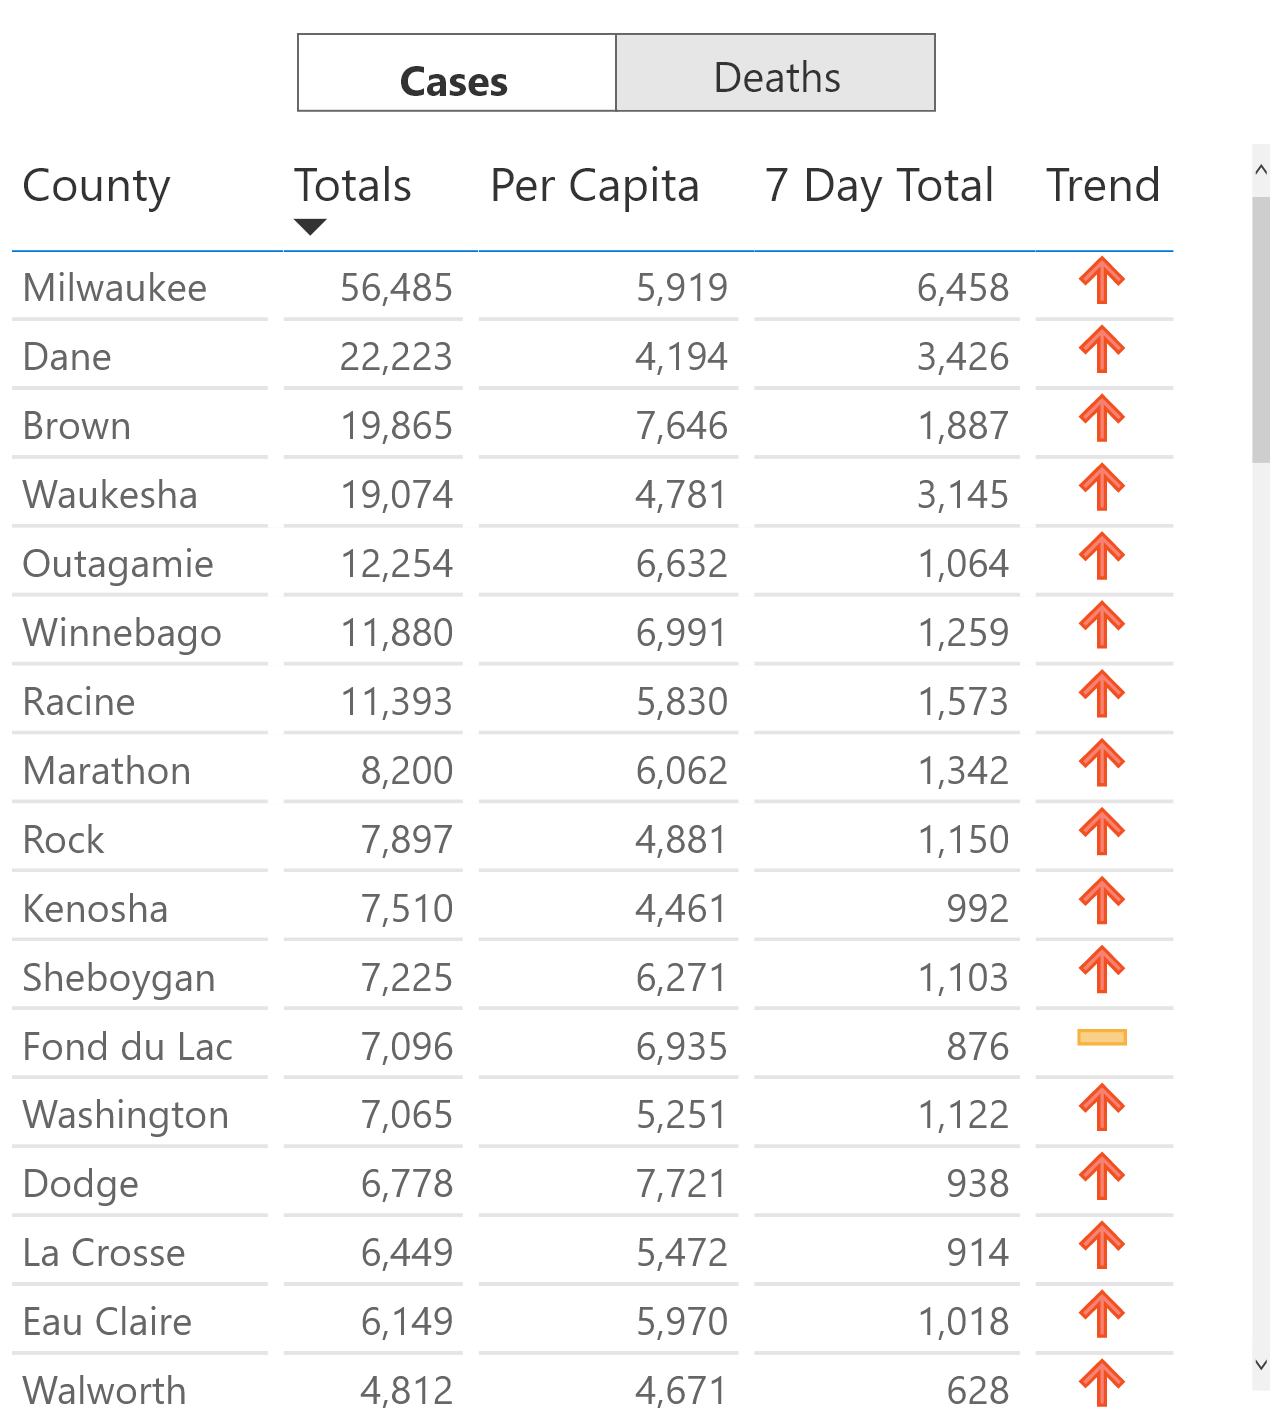 Cases Deaths
County Totals Per Capita 7 Day Total Trend
Milwaukee 56,485 5,919 6,458
Dane 22,223 4,194 3,426
Brown 19,865 7,646 1,887
Waukesha 19,074 4,781 3,145
Outagamie 12,254 6,632 1,064
Winnebago 11,880 6,991 1,259
Racine 11,393 5,830 1,573
Marathon 8,200 6,062 1,342
Rock 7,897 4,881 1,150
Kenosha 7,510 4,461 992
Sheboygan 7,225 6,271 1,103
Fond du Lac 7,096 6,935 876
Washington 7,065 5,251 1,122
Dodge 6,778 7,721 938
La Crosse 6,449 5,472 914
Eau Claire 6,149 5,970 1,018
Walworth 4,812 4,671 628